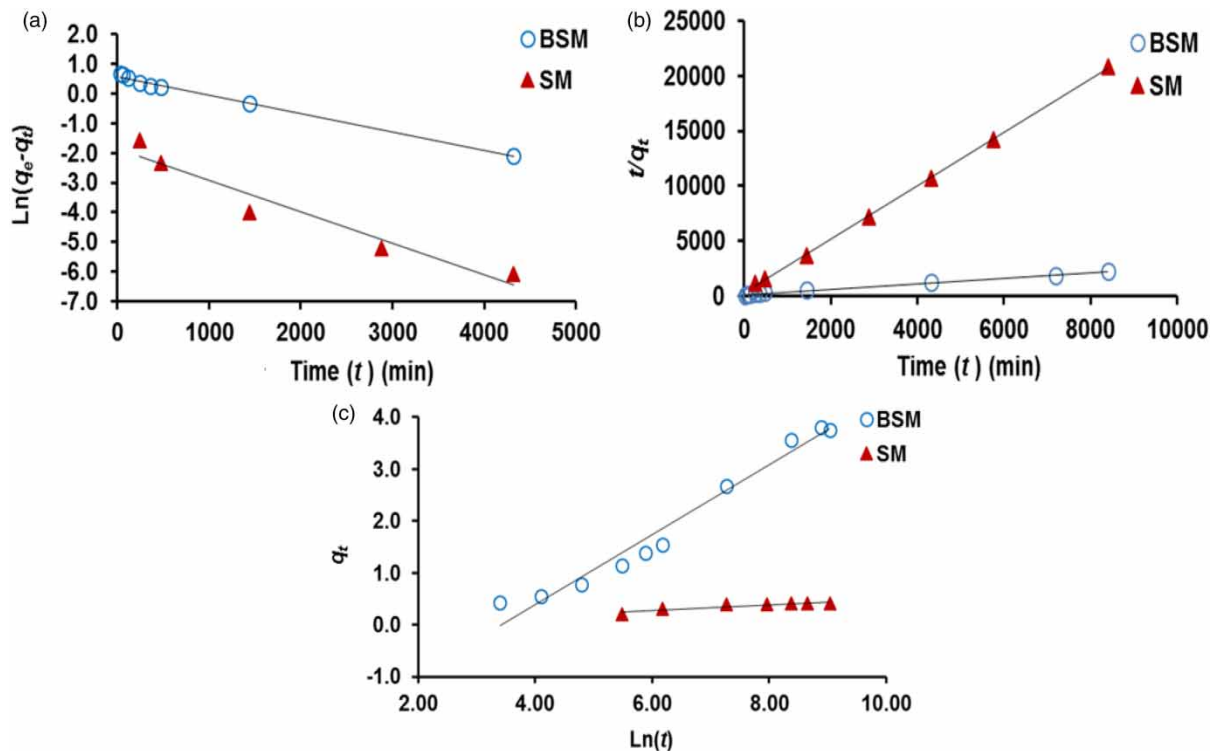 (a)
2.0
1.0
0.0
-1.0
-2.0
-3.0
-4.0
-5.0
-6.0
-7.0
Ln(qe-qt)
0 1000 2000 3000 4000 5000
Time (t) (min)
BSM
SM
(b)
25000
20000
15000
10000
5000
0
t/qt
0 2000 4000 6000 8000 10000
Time (t) (min)
BSM
SM
(c)
4.0
3.0
2.0
1.0
0.0
-1.0
qt
2.00 4.00 6.00 8.00 10.00
Ln(t)
BSM
SM